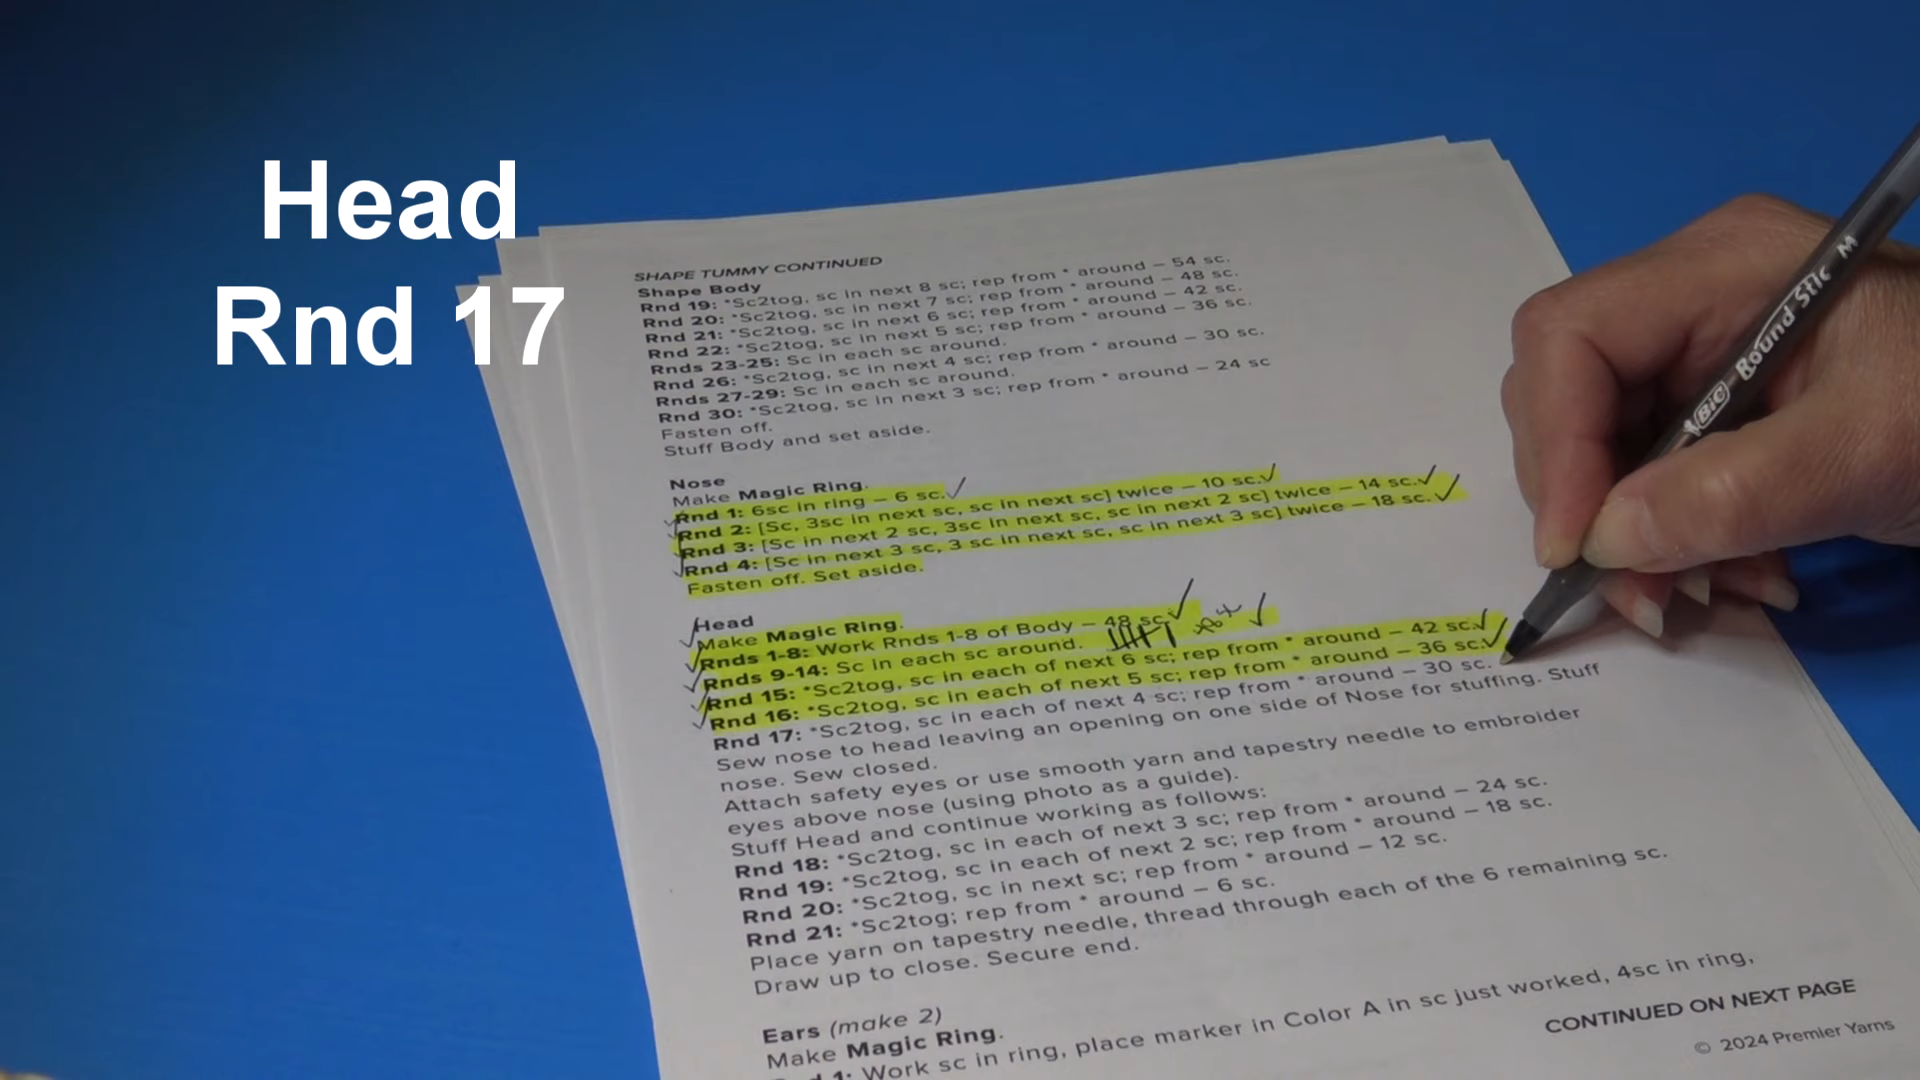 Head
Rnd 17
SHAPE TUMMY CONTINUED
Shape Body
Rnd 19: *Sc2tog, sc in next 8 sc; rep from * around – 54 sc.
Rnd 20: *Sc2tog, sc in next 7 sc; rep from * around – 48 sc.
Rnd 21: *Sc2tog, sc in next 6 sc; rep from * around – 42 sc.
Rnd 22: *Sc2tog, sc in next 5 sc; rep from * around – 36 sc.
Rnds 23-25: Sc in each sc around.
Rnd 26: *Sc2tog, sc in next 4 sc; rep from * around – 30 sc.
Rnds 27-29: Sc in each sc around.
Rnd 30: *Sc2tog, sc in next 3 sc; rep from * around – 24 sc
Fasten off.
Stuff Body and set aside.
Nose
Make Magic Ring.
Rnd 1: 6sc in ring – 6 sc.
Rnd 2: [Sc, 3sc in next sc, sc in next sc] twice – 10 sc.
Rnd 3: [Sc in next 2 sc, 3sc in next sc, sc in next 2 sc] twice – 14 sc.
Rnd 4: [Sc in next 3 sc, 3 sc in next sc, sc in next 3 sc] twice – 18 sc.
Fasten off. Set aside.
Head
Make Magic Ring.
Rnds 1-8: Work Rnds 1-8 of Body – 48 sc.
Rnds 9-14: Sc in each sc around.
Rnd 15: *Sc2tog, sc in each of next 6 sc; rep from * around – 42 sc.
Rnd 16: *Sc2tog, sc in each of next 5 sc; rep from * around – 36 sc.
Rnd 17: *Sc2tog, sc in each of next 4 sc; rep from * around – 30 sc.
Sew nose to head leaving an opening on one side of Nose for stuffing. Stuff
nose. Sew closed.
Attach safety eyes or use smooth yarn and tapestry needle to embroider
eyes above nose (using photo as a guide).
Stuff Head and continue working as follows:
Rnd 18: *Sc2tog, sc in each of next 3 sc; rep from * around – 24 sc.
Rnd 19: *Sc2tog, sc in each of next 2 sc; rep from * around – 18 sc.
Rnd 20: *Sc2tog, sc in next sc; rep from * around – 12 sc.
Rnd 21: *Sc2tog; rep from * around – 6 sc.
Place yarn on tapestry needle, thread through each of the 6 remaining sc.
Draw up to close. Secure end.
Ears (make 2)
Make Magic Ring.
Rnd 1: Work sc in ring, place marker in Color A in sc just worked, 4sc in ring,
CONTINUED ON NEXT PAGE
© 2024 Premier Yarns
BIC Round Stic M